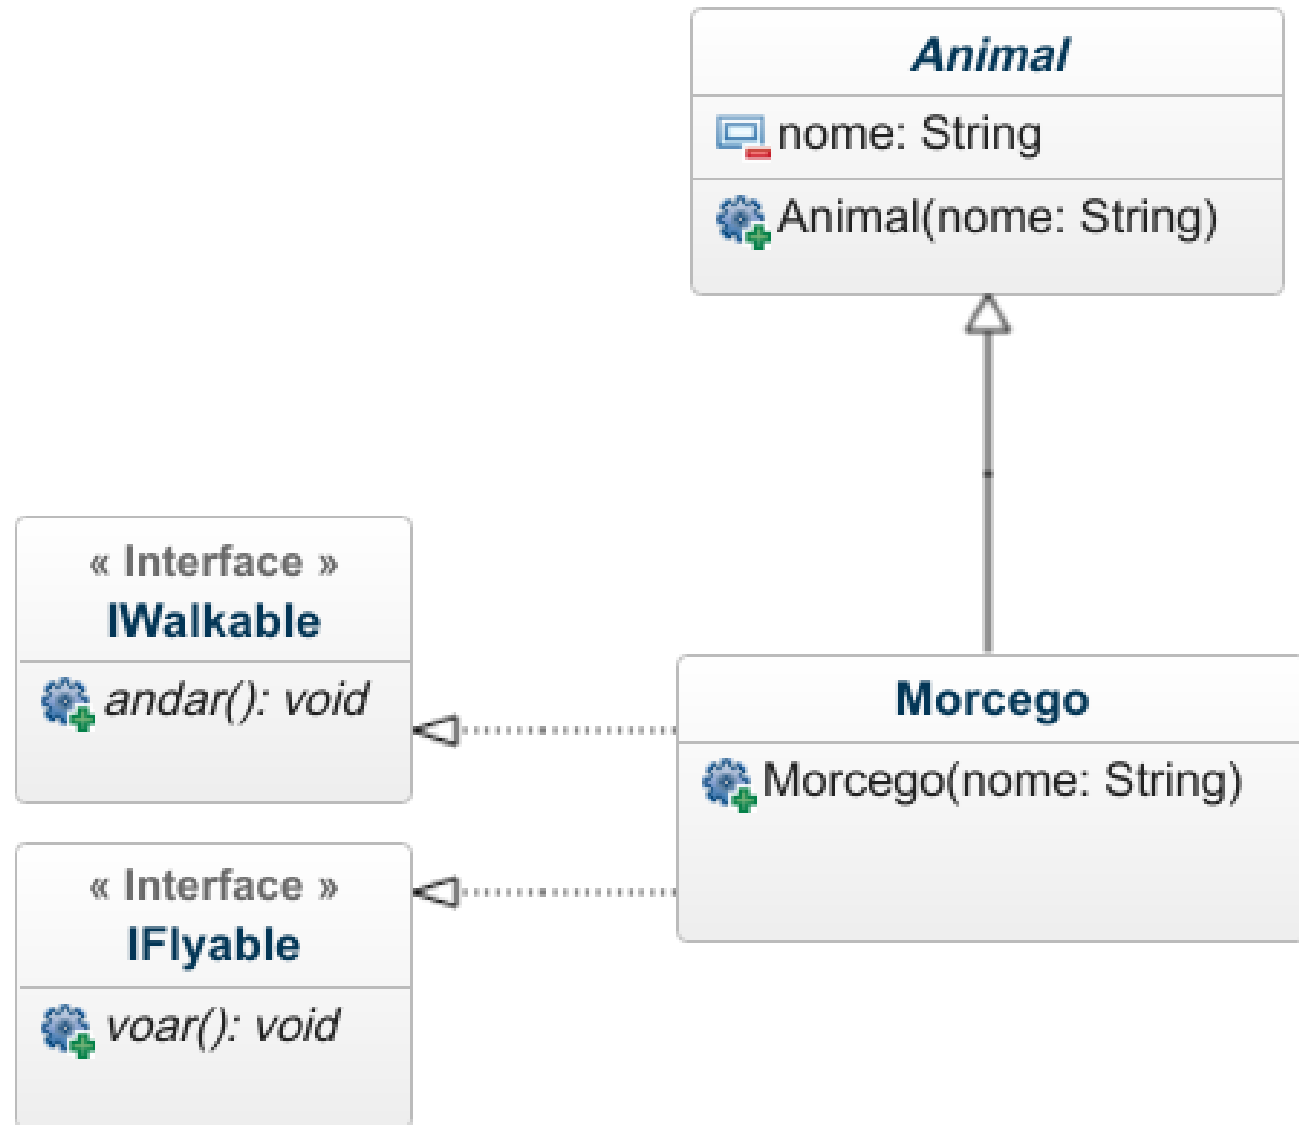 Animal
nome: String
Animal(nome: String)
« Interface »
IWalkable
andar(): void
Morcego
Morcego(nome: String)
« Interface »
IFlyable
voar(): void